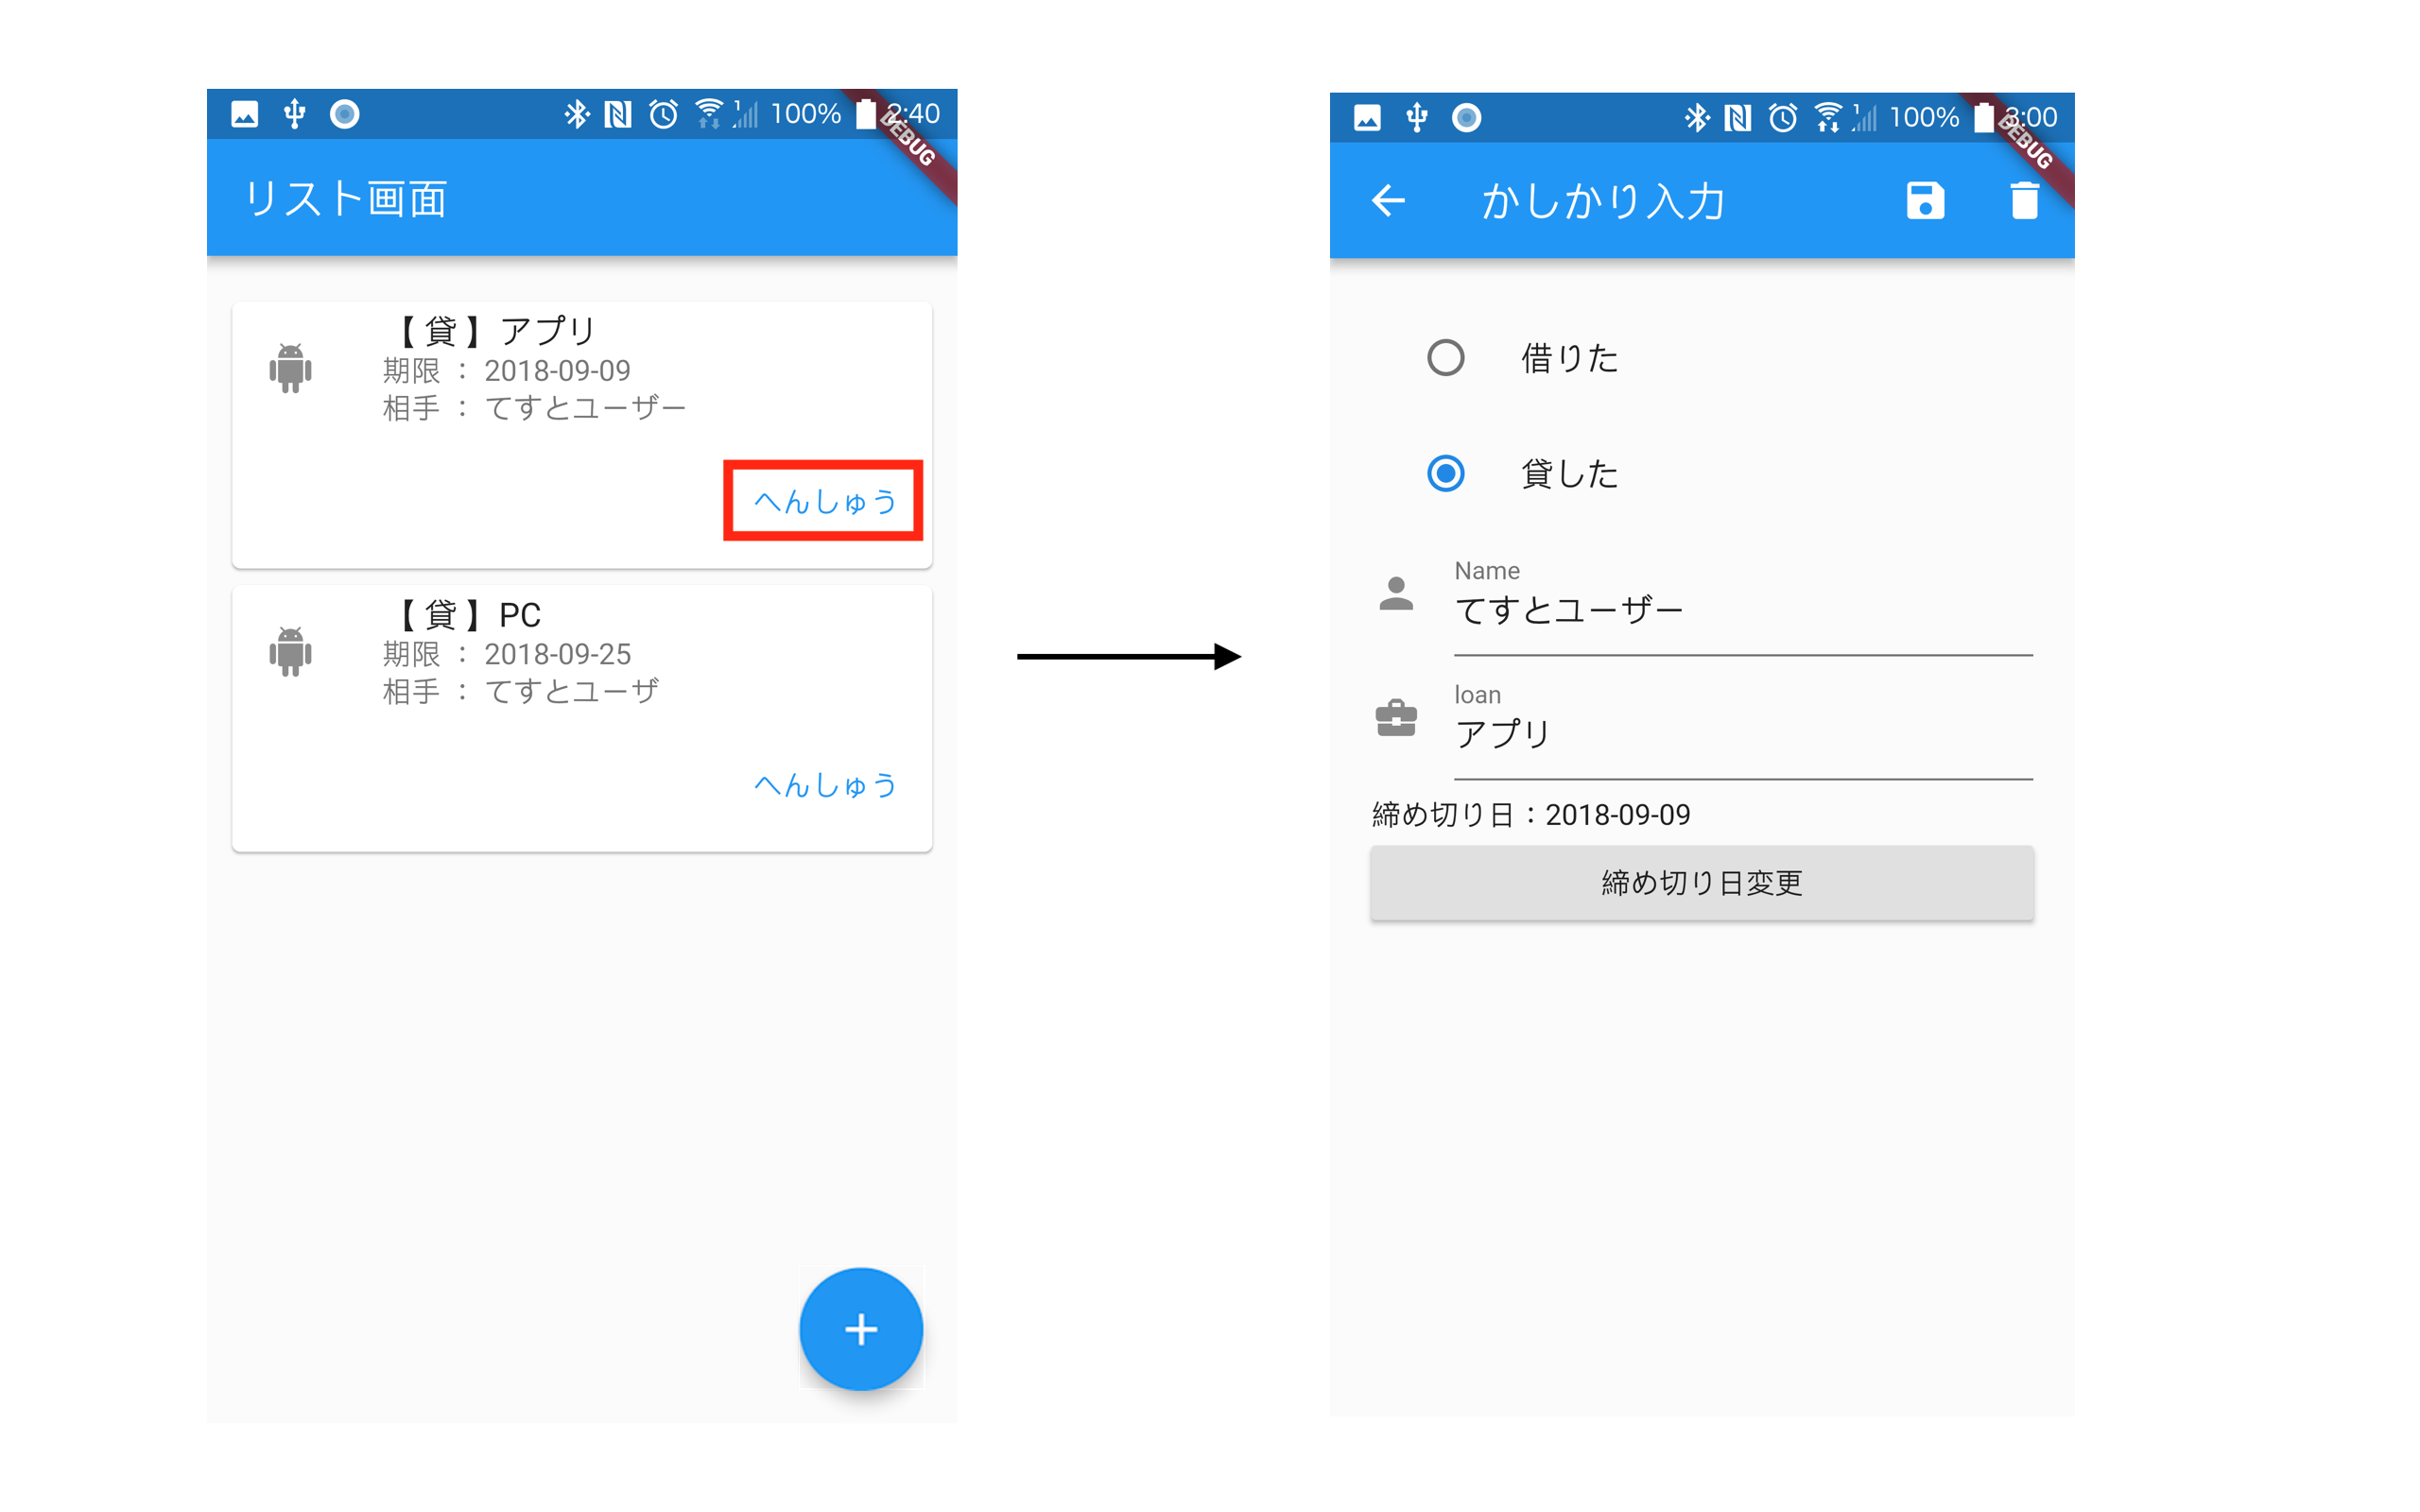 100% 2:40
DEBUG
リスト画面
【貸】アプリ
期限 ： 2018-09-09
相手 ： てすとユーザー
へんしゅう
【貸】PC
期限 ： 2018-09-25
相手 ： てすとユーザ
へんしゅう
1 100% 3:00
DEBUG
かしかり入力
借りた
貸した
Name
てすとユーザー
loan
アプリ
締め切り日：2018-09-09
締め切り日変更